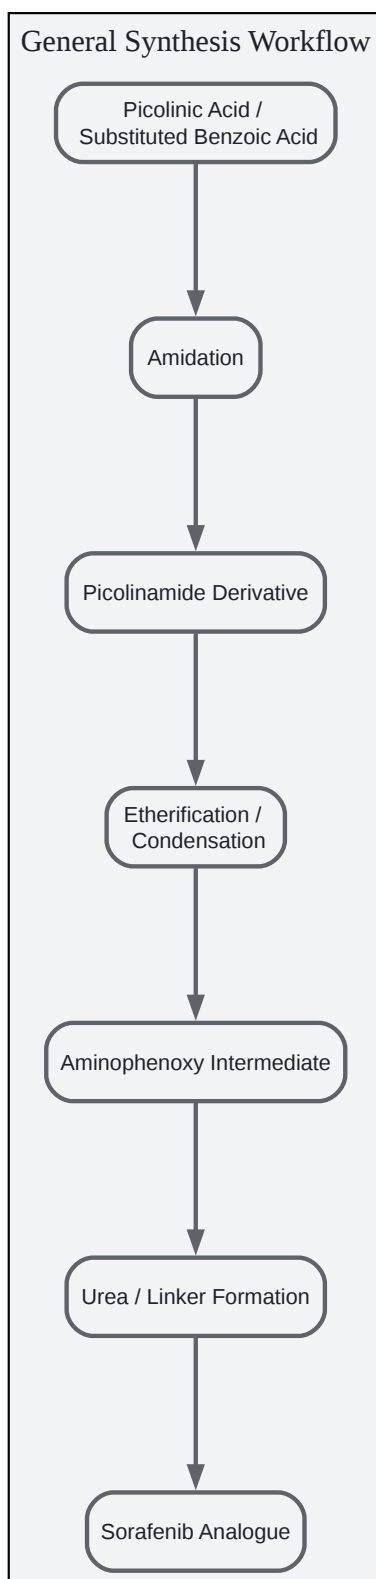 General Synthesis Workflow
Picolinic Acid /
Substituted Benzoic Acid
Amidation
Picolinamide Derivative
Etherification /
Condensation
Aminophenoxy Intermediate
Urea / Linker Formation
Sorafenib Analogue